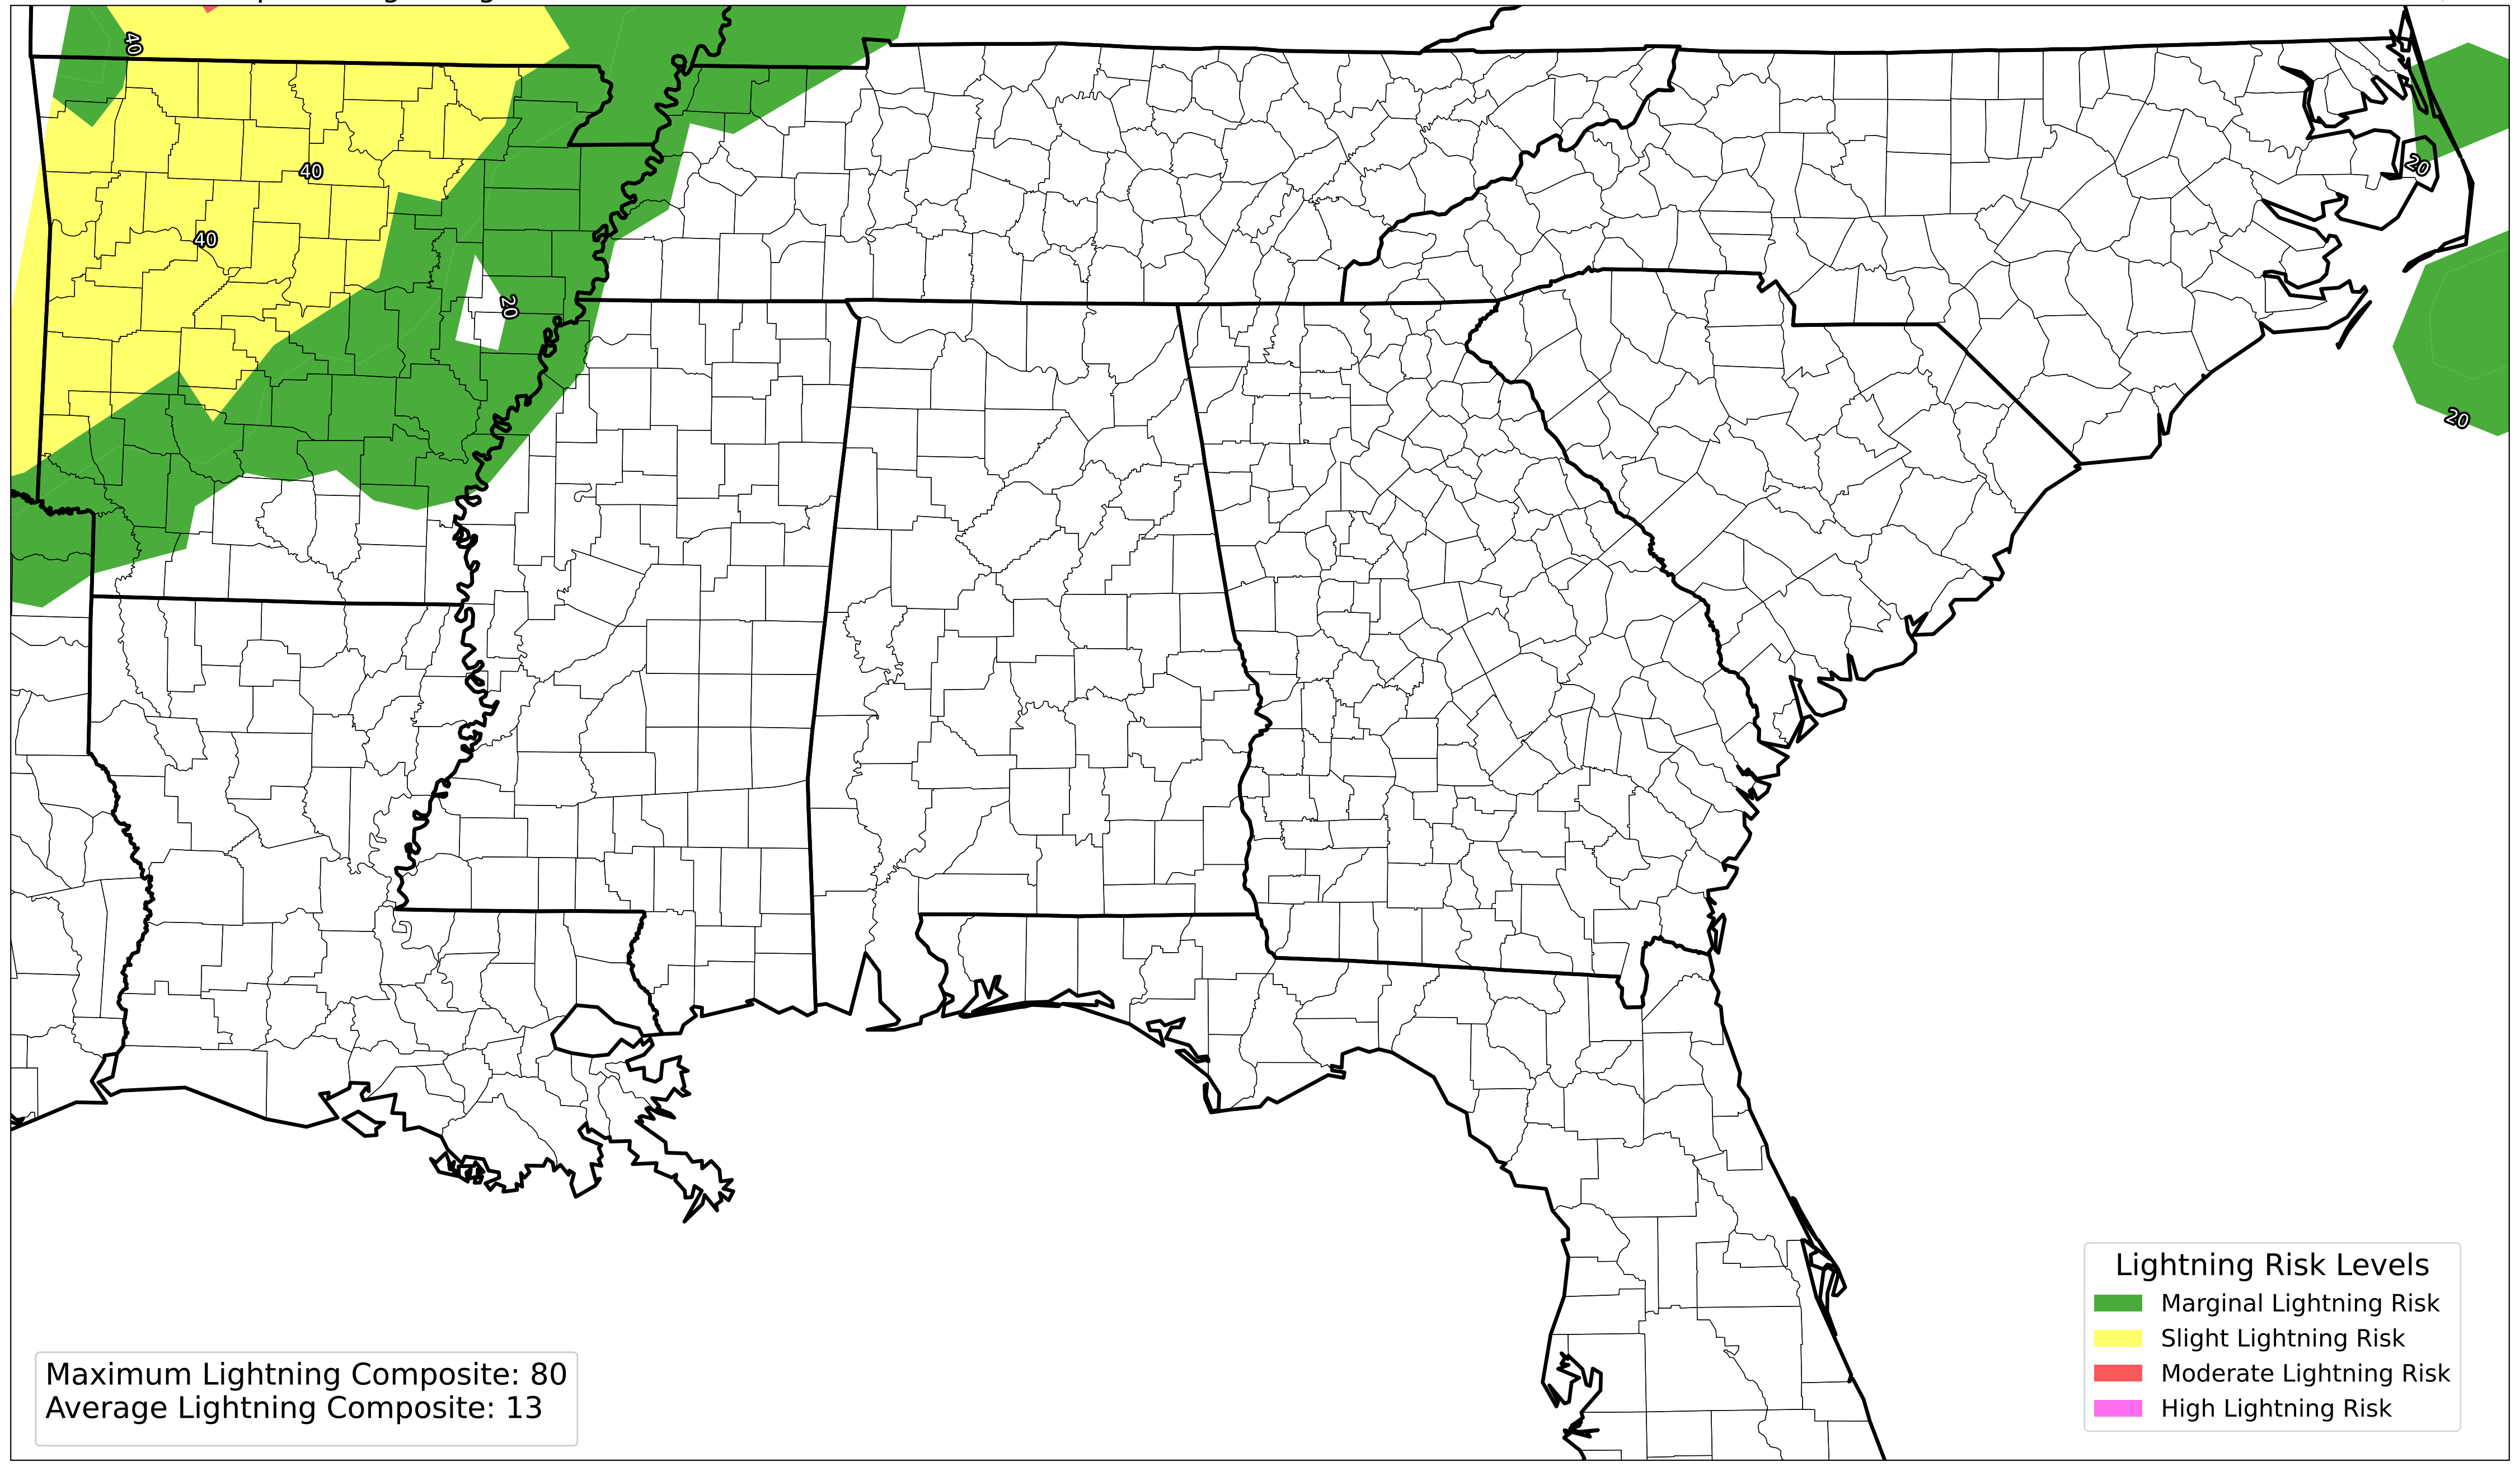 40
40
40
20
20
20
Lightning Risk Levels
Marginal Lightning Risk
Slight Lightning Risk
Moderate Lightning Risk
High Lightning Risk
Maximum Lightning Composite: 80
Average Lightning Composite: 13